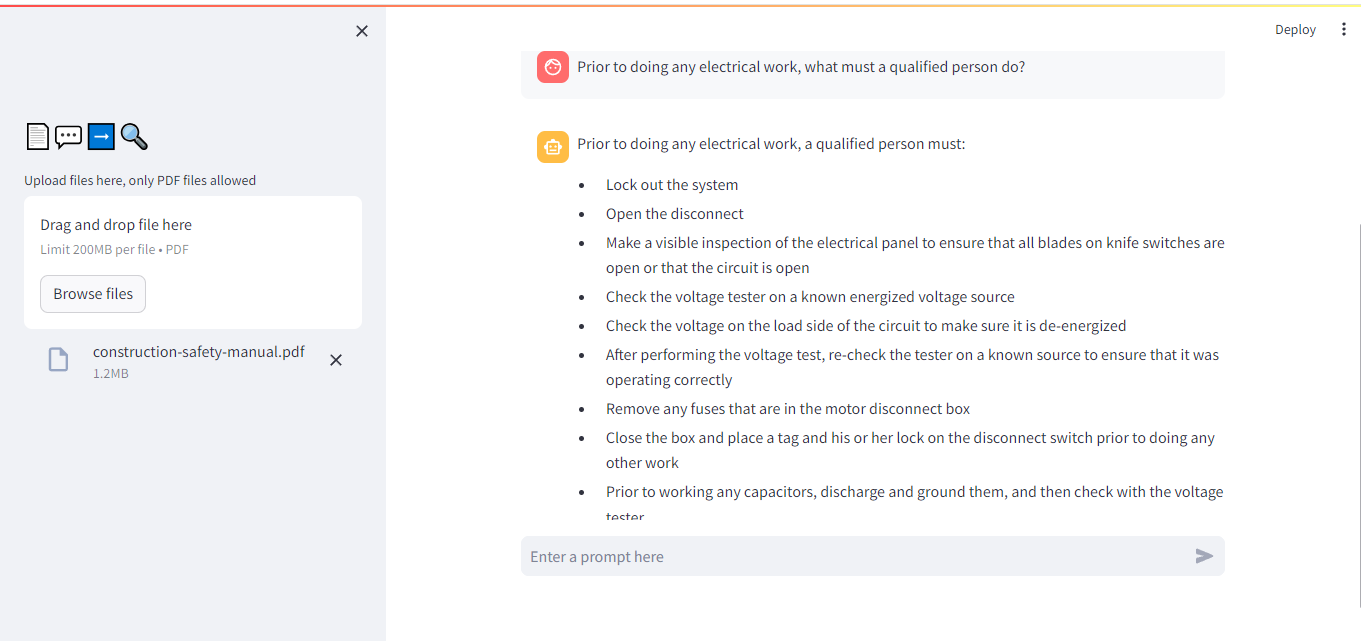 Deploy
Upload files here, only PDF files allowed
Drag and drop file here
Limit 200MB per file • PDF
Browse files
construction-safety-manual.pdf
1.2MB
Prior to doing any electrical work, what must a qualified person do?
Prior to doing any electrical work, a qualified person must:
• Lock out the system
• Open the disconnect
• Make a visible inspection of the electrical panel to ensure that all blades on knife switches are
open or that the circuit is open
• Check the voltage tester on a known energized voltage source
• Check the voltage on the load side of the circuit to make sure it is de-energized
• After performing the voltage test, re-check the tester on a known source to ensure that it was
operating correctly
• Remove any fuses that are in the motor disconnect box
• Close the box and place a tag and his or her lock on the disconnect switch prior to doing any
other work
• Prior to working any capacitors, discharge and ground them, and then check with the voltage
tester
Enter a prompt here